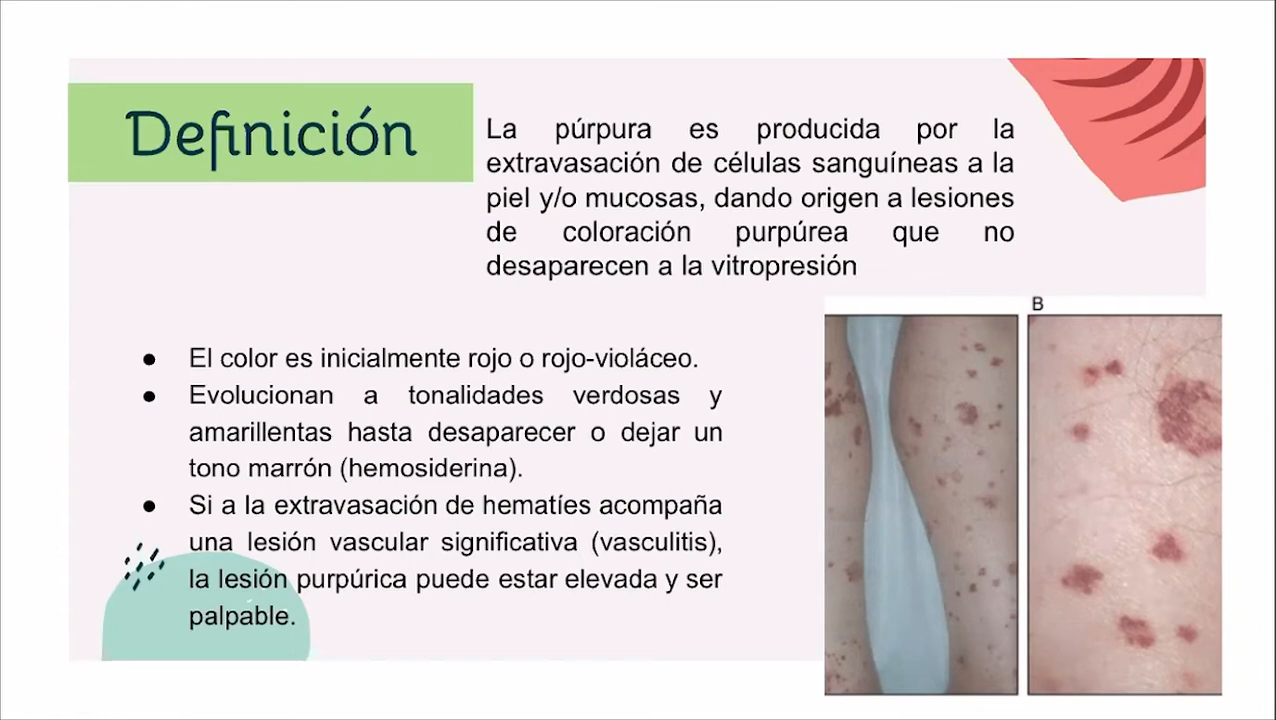 Definición
La púrpura es producida por la
extravasación de células sanguíneas a la
piel y/o mucosas, dando origen a lesiones
de coloración purpúrea que no
desaparecen a la vitropresión
● El color es inicialmente rojo o rojo-violáceo.
● Evolucionan a tonalidades verdosas y
amarillentas hasta desaparecer o dejar un
tono marrón (hemosiderina).
● Si a la extravasación de hematíes acompaña
una lesión vascular significativa (vasculitis),
la lesión purpúrica puede estar elevada y ser
palpable.
B